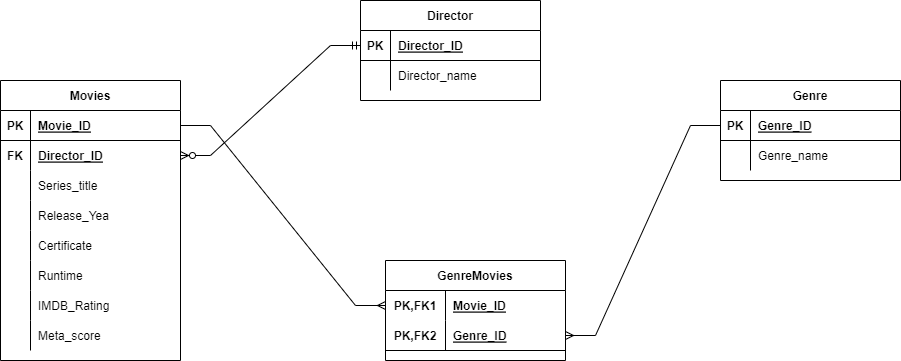 Director
PK Director_ID
Director_name
Movies
PK Movie_ID
FK Director_ID
Series_title
Release_Yea
Certificate
Runtime
IMDB_Rating
Meta_score
Genre
PK Genre_ID
Genre_name
GenreMovies
PK,FK1 Movie_ID
PK,FK2 Genre_ID